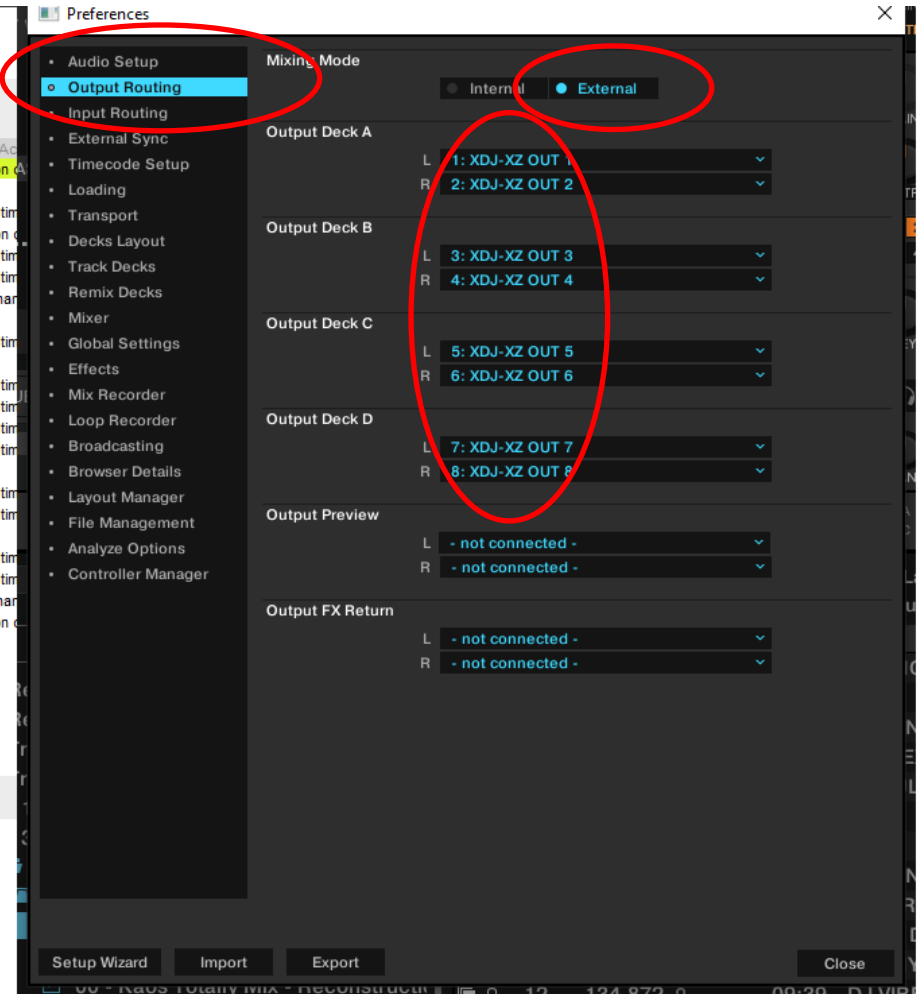 Preferences
Audio Setup
Output Routing
Input Routing
External Sync
Timecode Setup
Loading
Transport
Decks Layout
Track Decks
Remix Decks
Mixer
Global Settings
Effects
Mix Recorder
Loop Recorder
Broadcasting
Browser Details
Layout Manager
File Management
Analyze Options
Controller Manager
Mixing Mode
Internal External
Output Deck A
L 1: XDJ-XZ OUT 1
R 2: XDJ-XZ OUT 2
Output Deck B
L 3: XDJ-XZ OUT 3
R 4: XDJ-XZ OUT 4
Output Deck C
L 5: XDJ-XZ OUT 5
R 6: XDJ-XZ OUT 6
Output Deck D
L 7: XDJ-XZ OUT 7
R 8: XDJ-XZ OUT 8
Output Preview
L - not connected -
R - not connected -
Output FX Return
L - not connected -
R - not connected -
Setup Wizard Import Export Close